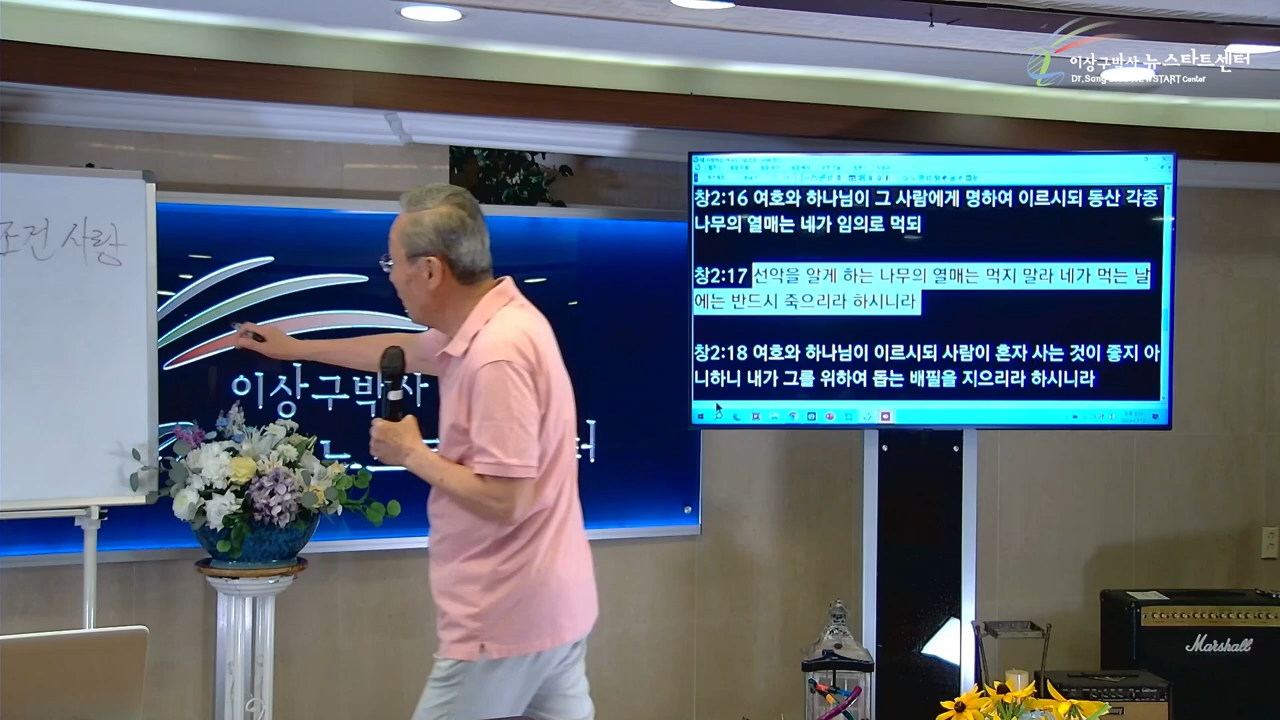 이상구박사 뉴스타트센터
Dr. Sang NEWSTART Center
조건 사랑
이상구박사
창2:16 여호와 하나님이 그 사람에게 명하여 이르시되 동산 각종
나무의 열매는 네가 임의로 먹되
창2:17 선악을 알게 하는 나무의 열매는 먹지 말라 네가 먹는 날
에는 반드시 죽으리라 하시니라
창2:18 여호와 하나님이 이르시되 사람이 혼자 사는 것이 좋지 아
니하니 내가 그를 위하여 돕는 배필을 지으리라 하시니라
Marshall